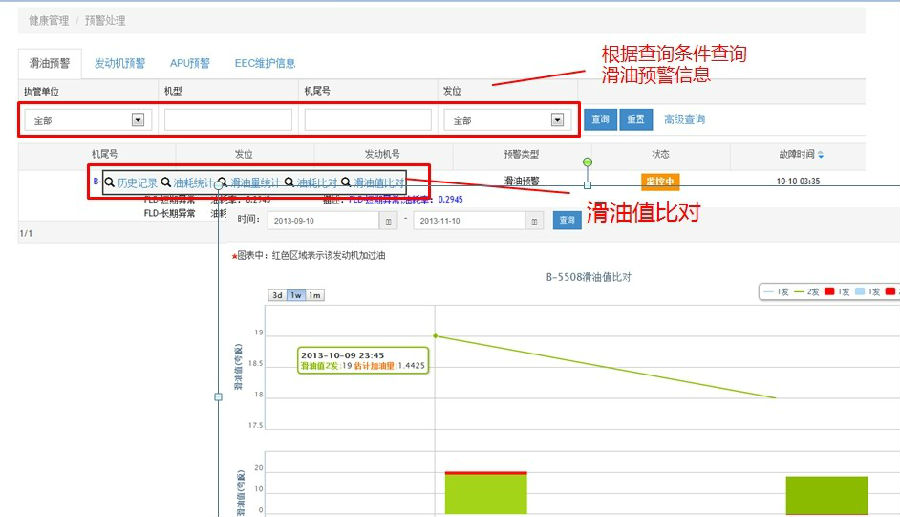 健康管理 / 预警处理
根据查询条件查询
滑油预警信息
滑油预警 发动机预警 APU预警 EEC维护信息
执管单位 机型 机尾号 发位
全部 全部 查询 重置 高级查询
机尾号 发位 发动机号 预警类型 状态 故障时间
B 历史记录 油耗统计 滑油量统计 油耗比对 滑油值比对 滑油预警 监控中 10-10 03:35
FLD-长期异常 油耗率：0.2945 描述：FLD-短期异常;油耗率：0.2945
滑油值比对
FLD-长期异常 油耗
时间： 2013-09-10 - 2013-11-10 查询
1/1
*图表中：红色区域表示该发动机加过油
B-5508滑油值比对
3d 1w 1m
1发 2发 1发 1发
19
2013-10-09 23:45
滑油值2发:19 估计加油量:1.4425
18.5
滑油值(夸脱)
18
17.5
20
10
滑油值(夸脱)
0